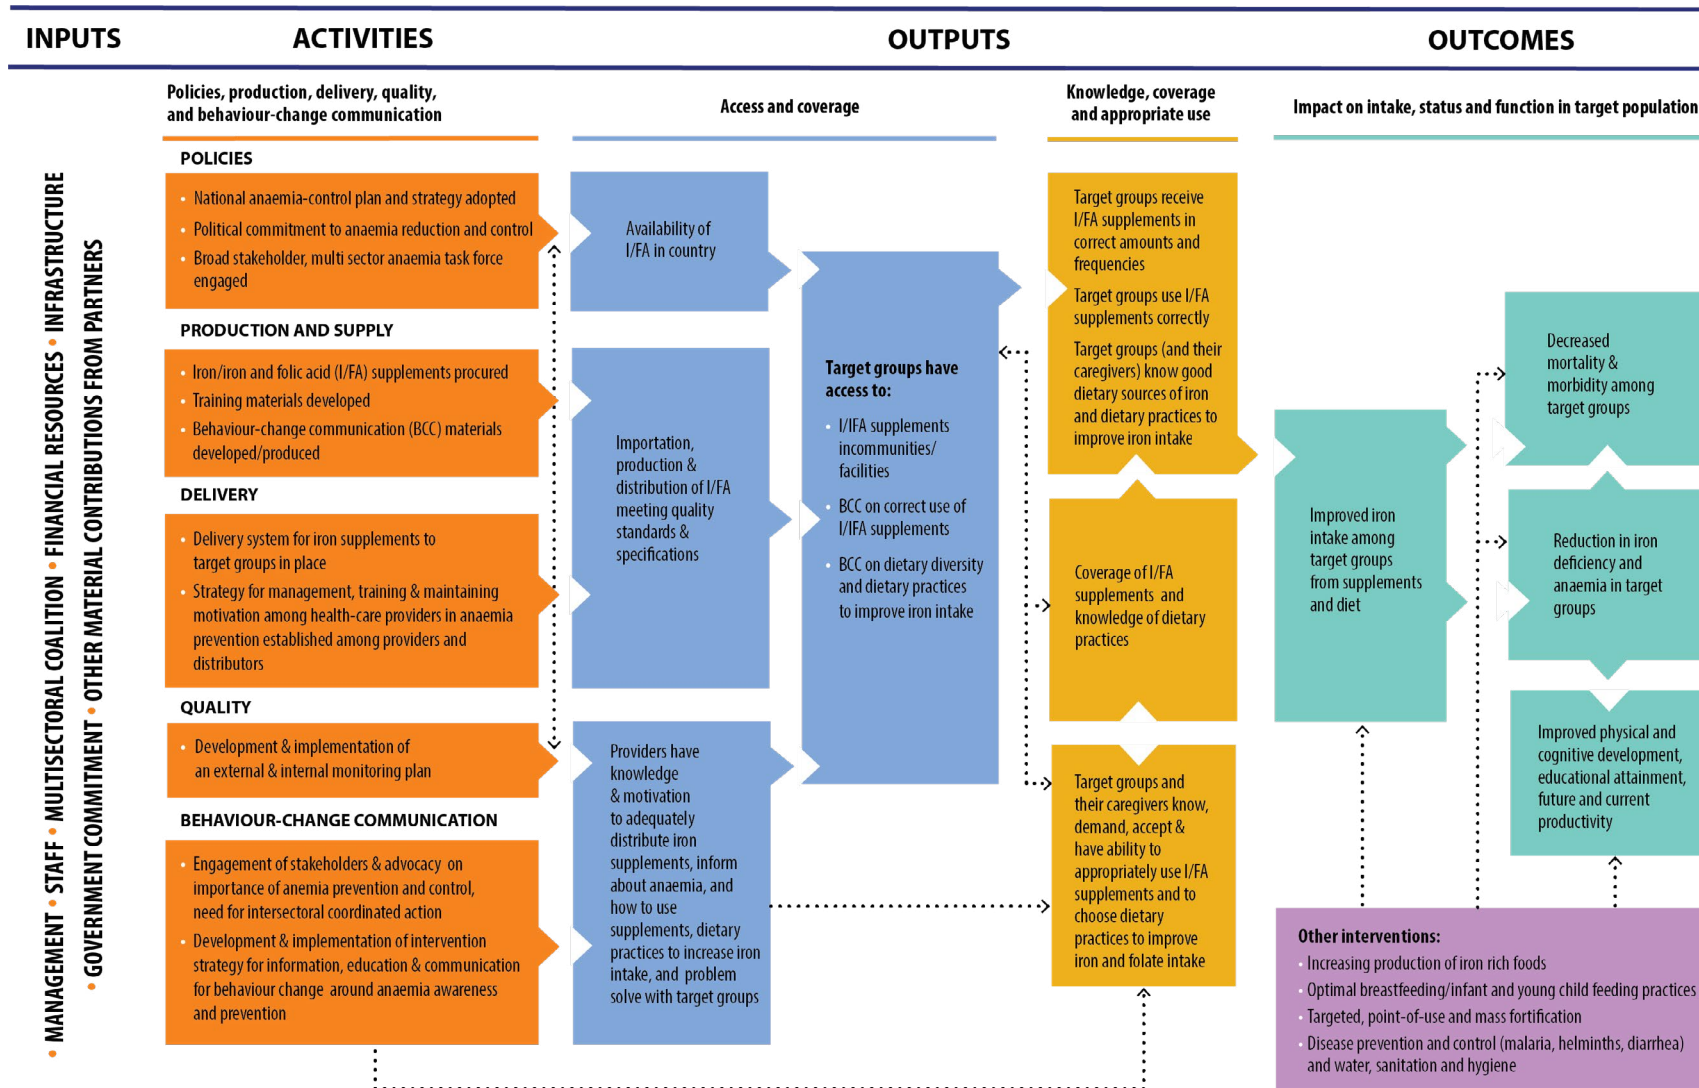 INPUTS
ACTIVITIES
OUTPUTS
OUTCOMES
Policies, production, delivery, quality,
and behaviour-change communication
Access and coverage
Knowledge, coverage
and appropriate use
Impact on intake, status and function in target population
• MANAGEMENT • STAFF • MULTISECTORAL COALITION • FINANCIAL RESOURCES • INFRASTRUCTURE
• GOVERNMENT COMMITMENT • OTHER MATERIAL CONTRIBUTIONS FROM PARTNERS
POLICIES
• National anaemia-control plan and strategy adopted
• Political commitment to anaemia reduction and control
• Broad stakeholder, multi sector anaemia task force
engaged
PRODUCTION AND SUPPLY
• Iron/iron and folic acid (I/FA) supplements procured
• Training materials developed
• Behaviour-change communication (BCC) materials
developed/produced
DELIVERY
• Delivery system for iron supplements to
target groups in place
• Strategy for management, training & maintaining
motivation among health-care providers in anaemia
prevention established among providers and
distributors
QUALITY
• Development & implementation of
an external & internal monitoring plan
BEHAVIOUR-CHANGE COMMUNICATION
• Engagement of stakeholders & advocacy on
importance of anemia prevention and control,
need for intersectoral coordinated action
• Development & implementation of intervention
strategy for information, education & communication
for behaviour change around anaemia awareness
and prevention
Availability of
I/FA in country
Importation,
production &
distribution of I/FA
meeting quality
standards &
specifications
Providers have
knowledge
& motivation
to adequately
distribute iron
supplements, inform
about anaemia, and
how to use
supplements, dietary
practices to increase iron
intake, and problem
solve with target groups
Target groups have
access to:
• I/IFA supplements
incommunities/
facilities
• BCC on correct use of
I/IFA supplements
• BCC on dietary diversity
and dietary practices
to improve iron intake
Target groups receive
I/FA supplements in
correct amounts and
frequencies
Target groups use I/FA
supplements correctly
Target groups (and their
caregivers) know good
dietary sources of iron
and dietary practices to
improve iron intake
Coverage of I/FA
supplements and
knowledge of dietary
practices
Target groups and
their caregivers know,
demand, accept &
have ability to
appropriately use I/FA
supplements and to
choose dietary
practices to improve
iron and folate intake
Improved iron
intake among
target groups
from supplements
and diet
Decreased
mortality &
morbidity among
target groups
Reduction in iron
deficiency and
anaemia in target
groups
Improved physical and
cognitive development,
educational attainment,
future and current
productivity
Other interventions:
• Increasing production of iron rich foods
• Optimal breastfeeding/infant and young child feeding practices
• Targeted, point-of-use and mass fortification
• Disease prevention and control (malaria, helminths, diarrhea)
and water, sanitation and hygiene